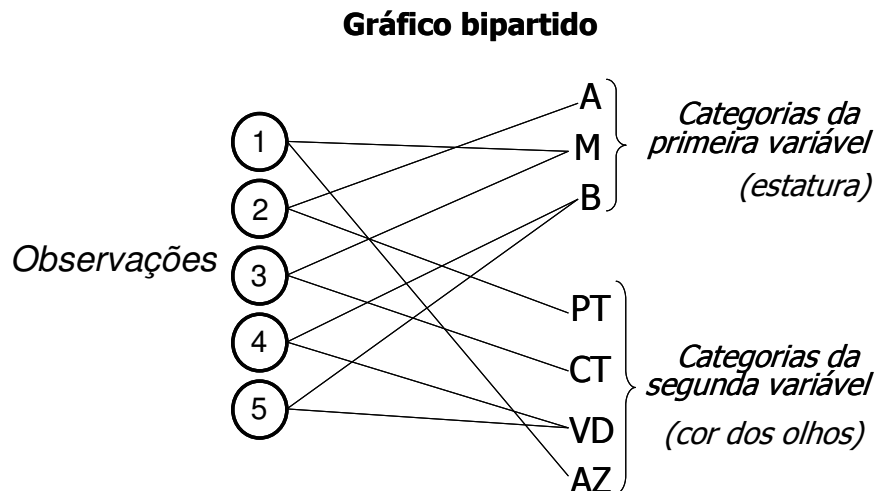 Gráfico bipartido
Observações
1
2
3
4
5
A
M
B
Categorias da
primeira variável
(estatura)
PT
CT
VD
AZ
Categorias da
segunda variável
(cor dos olhos)